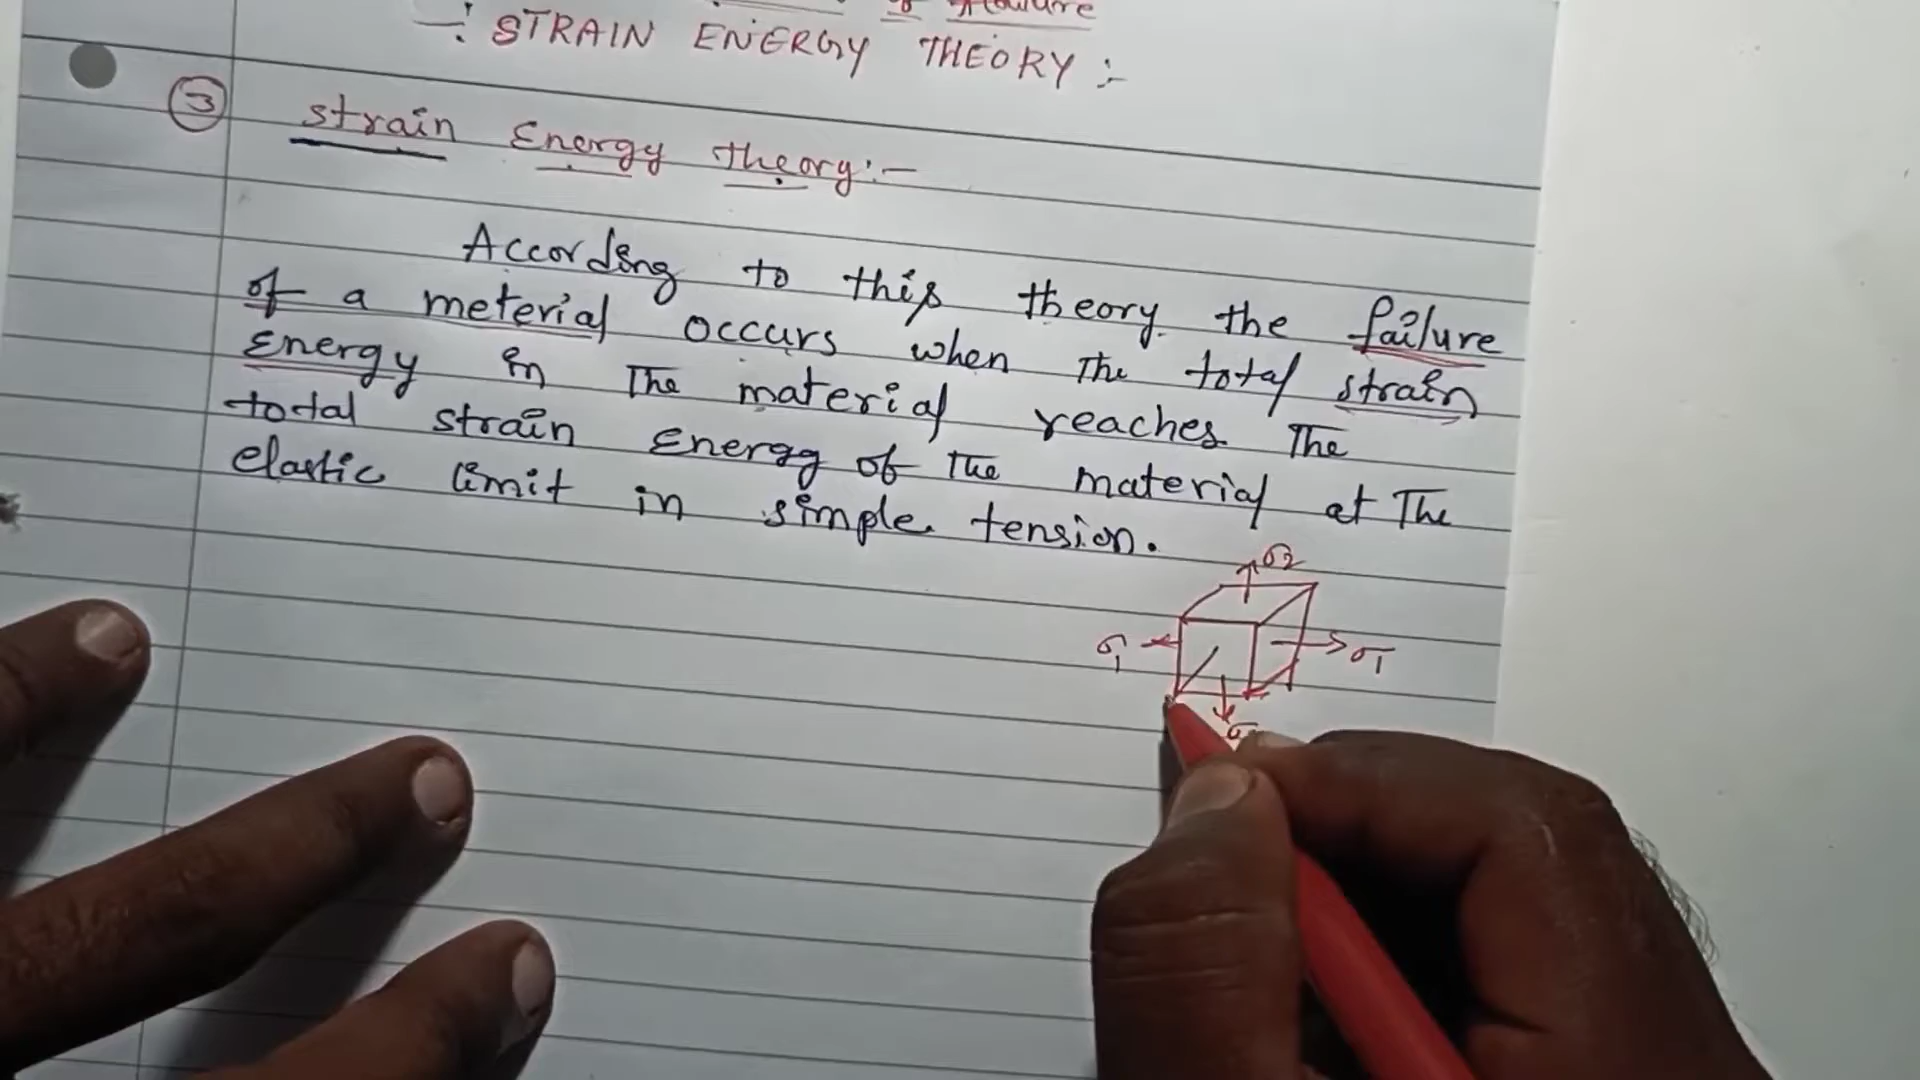 of Failure
-: STRAIN ENERGY THEORY :-
3 Strain Energy theory:-
According to this theory the failure
of a meterial occurs when The total strain
Energy in The material reaches The
total strain Energy of The material at The
elastic limit in simple tension.
σ2
σ1 σ1
σ